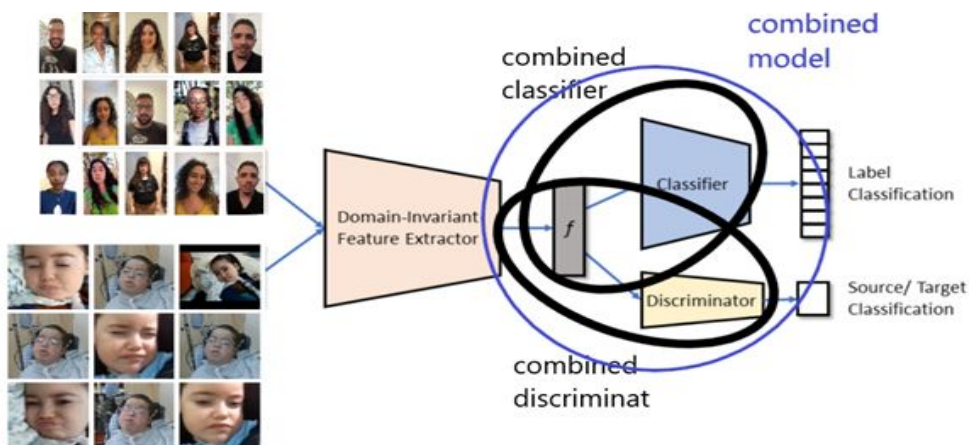 combined
classifier
combined
model
Domain-Invariant
Feature Extractor
f
Classifier
Label
Classification
Discriminator
Source/ Target
Classification
combined
discriminat